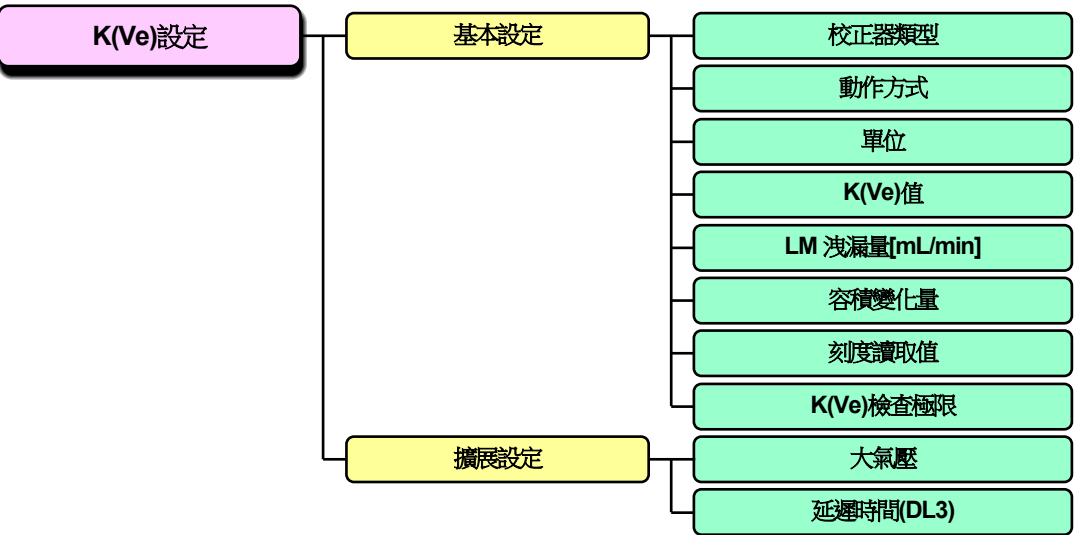 K(Ve)設定
基本設定
校正器類型
動作方式
單位
K(Ve)值
LM 洩漏量[mL/min]
容積變化量
刻度讀取值
K(Ve)檢查極限
擴展設定
大氣壓
延遲時間(DL3)